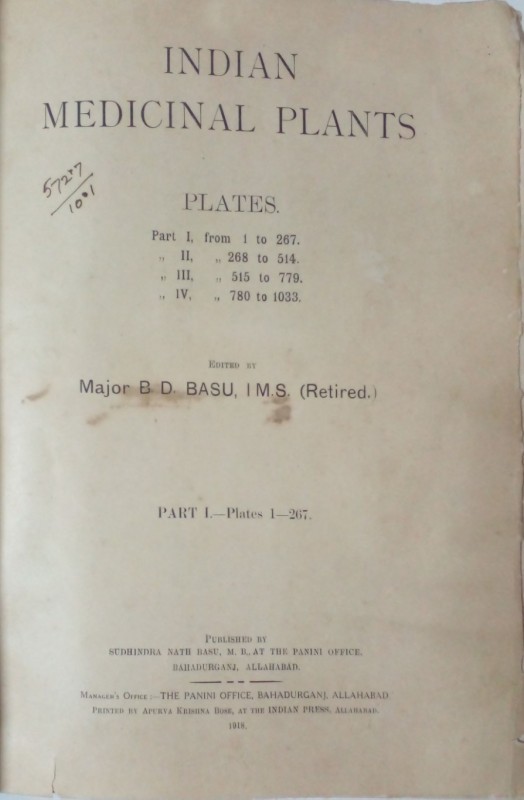 INDIAN
MEDICINAL PLANTS
5727/1001
PLATES.
Part I, from 1 to 267.
„ II, „ 268 to 514.
„ III, „ 515 to 779.
„ IV, „ 780 to 1033.
EDITED BY
Major B D. BASU, I M.S. (Retired.)
PART I.—Plates 1—267.
PUBLISHED BY
SUDHINDRA NATH BASU, M. B., AT THE PANINI OFFICE,
BAHADURGANJ, ALLAHABAD.
MANAGER'S OFFICE :—THE PANINI OFFICE, BAHADURGANJ, ALLAHABAD
PRINTED BY APURVA KRISHNA BOSE, AT THE INDIAN PRESS, ALLAHABAD.
1918.